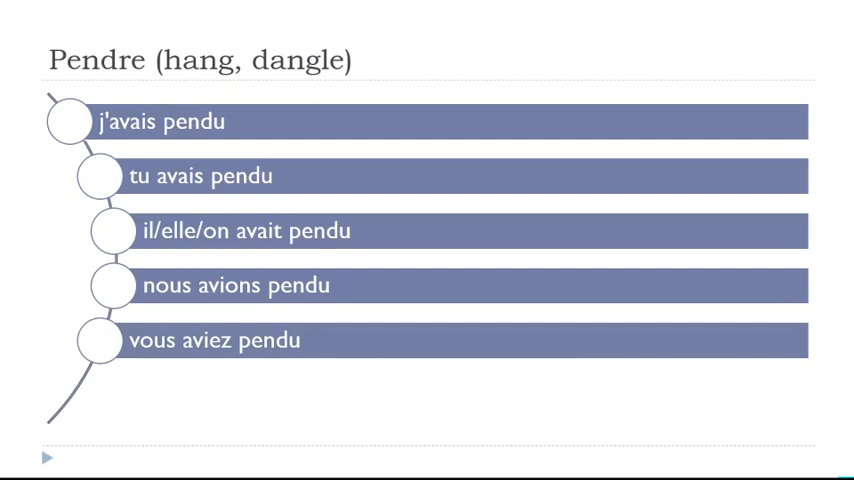 Pendre (hang, dangle)
j'avais pendu
tu avais pendu
il/elle/on avait pendu
nous avions pendu
vous aviez pendu